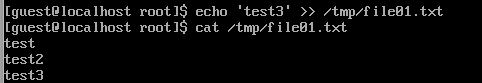 [guest@localhost root]$ echo 'test3' >> /tmp/file01.txt
[guest@localhost root]$ cat /tmp/file01.txt
test
test2
test3